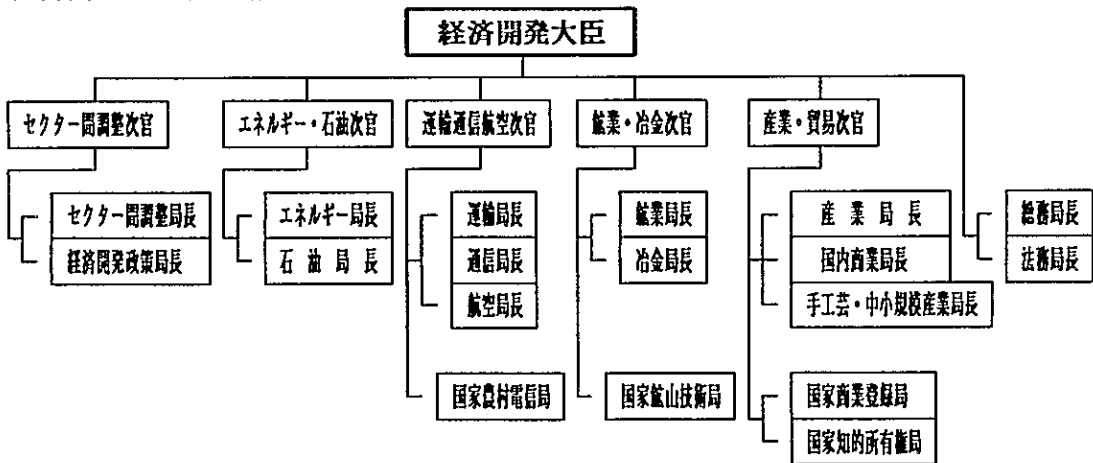 経済開発大臣
セクター間調整次官
エネルギー・石油次官
運輸通信航空次官
鉱業・冶金次官
産業・貿易次官
セクター間調整局長
経済開発政策局長
エネルギー局長
石油局長
運輸局長
通信局長
航空局長
鉱業局長
冶金局長
産業局長
国内商業局長
手工芸・中小規模産業局長
総務局長
法務局長
国家農村電信局
国家鉱山技術局
国家商業登録局
国家知的所有権局